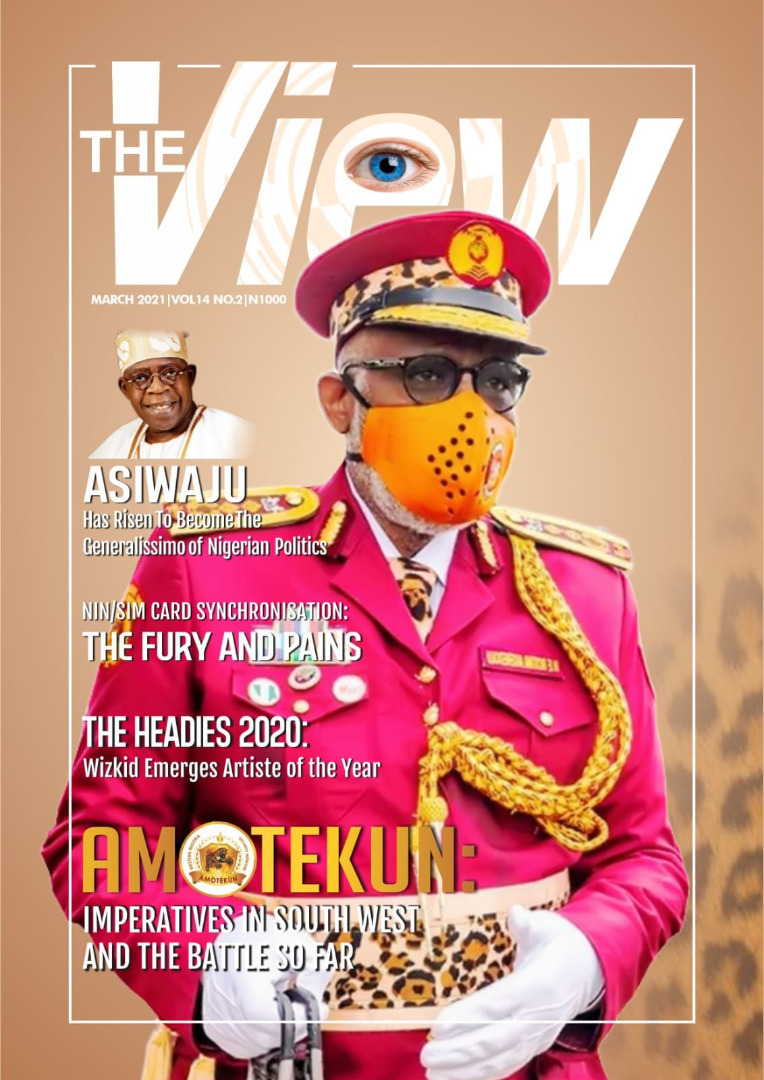 THE
View
MARCH 2021|VOL14 NO.2|N1000
ASIWAJU
Has Risen To Become The
Generalissimo of Nigerian Politics
NIN/SIM CARD SYNCHRONISATION:
THE FURY AND PAINS
THE HEADIES 2020:
Wizkid Emerges Artiste of the Year
AMOTEKUN:
AMOTEKUN
IMPERATIVES IN SOUTH WEST
AND THE BATTLE SO FAR